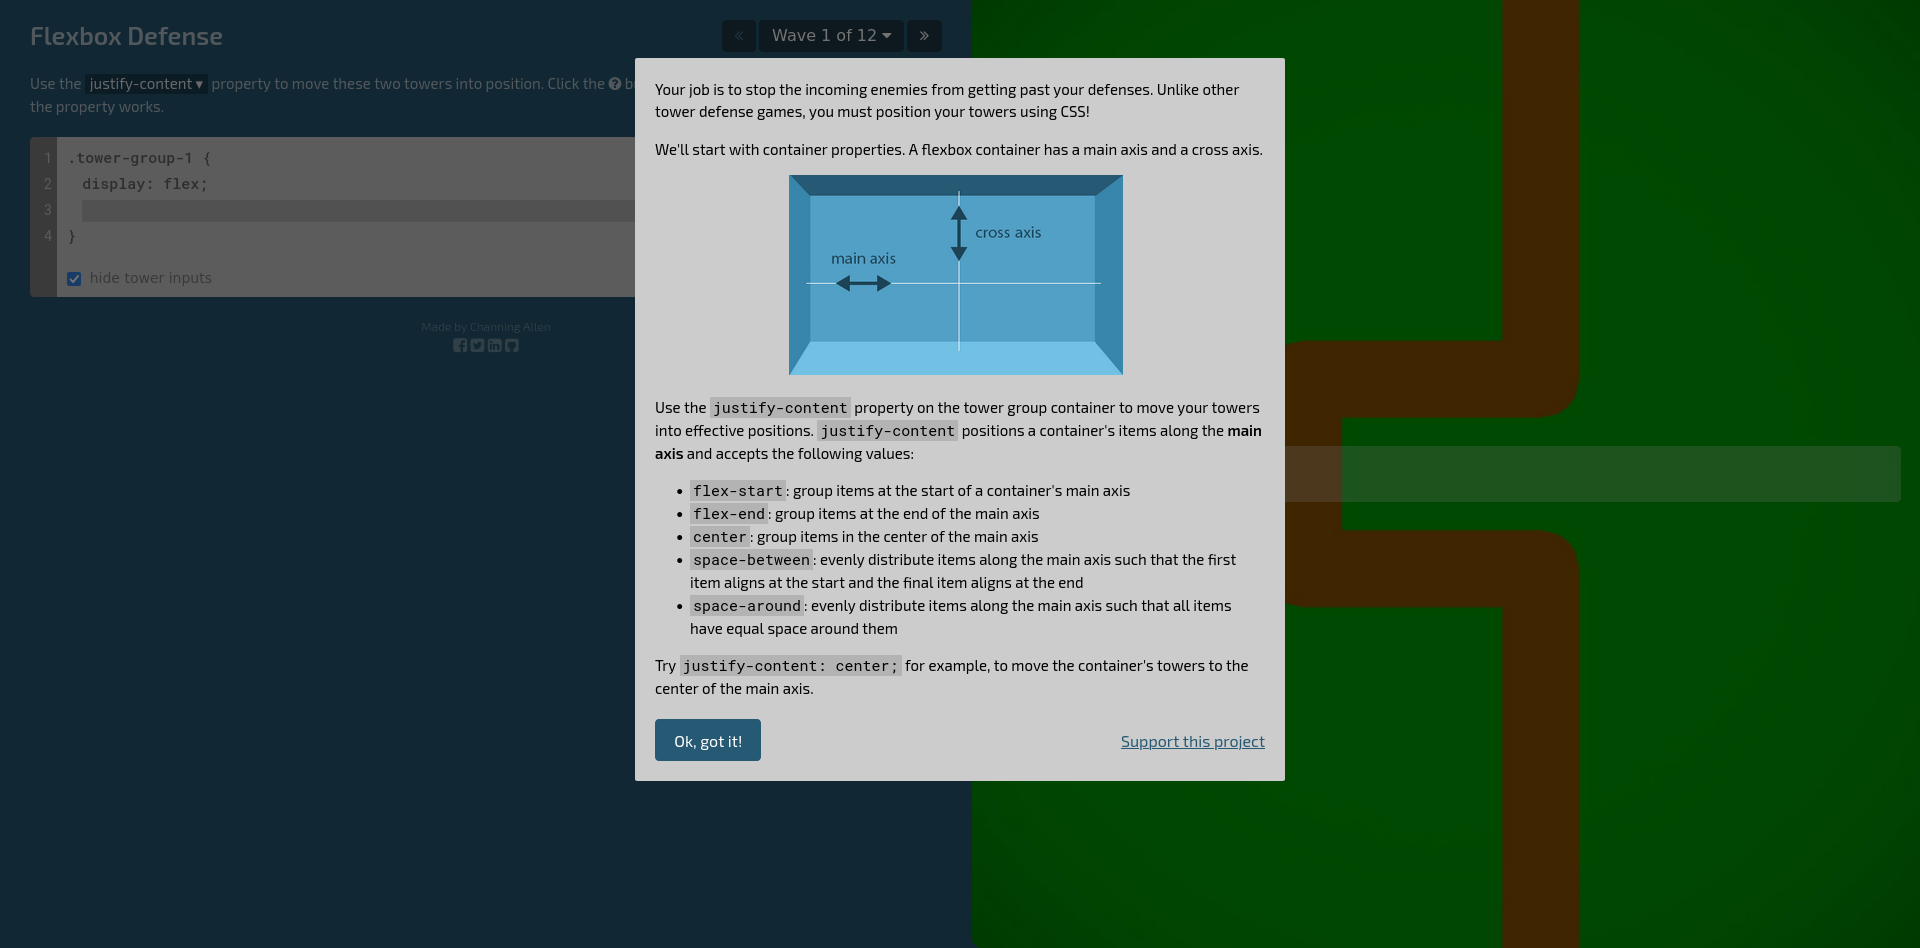 Flexbox Defense
« Wave 1 of 12 »
Use the justify-content ▾ property to move these two towers into position. Click the
the property works.
1 .tower-group-1 {
2 display: flex;
3
4 }
hide tower inputs
Made by Channing Allen
Your job is to stop the incoming enemies from getting past your defenses. Unlike other
tower defense games, you must position your towers using CSS!
We'll start with container properties. A flexbox container has a main axis and a cross axis.
cross axis
main axis
Use the justify-content property on the tower group container to move your towers
into effective positions. justify-content positions a container's items along the main
axis and accepts the following values:
• flex-start: group items at the start of a container's main axis
• flex-end: group items at the end of the main axis
• center: group items in the center of the main axis
• space-between: evenly distribute items along the main axis such that the first
item aligns at the start and the final item aligns at the end
• space-around: evenly distribute items along the main axis such that all items
have equal space around them
Try justify-content: center; for example, to move the container's towers to the
center of the main axis.
Ok, got it!
Support this project